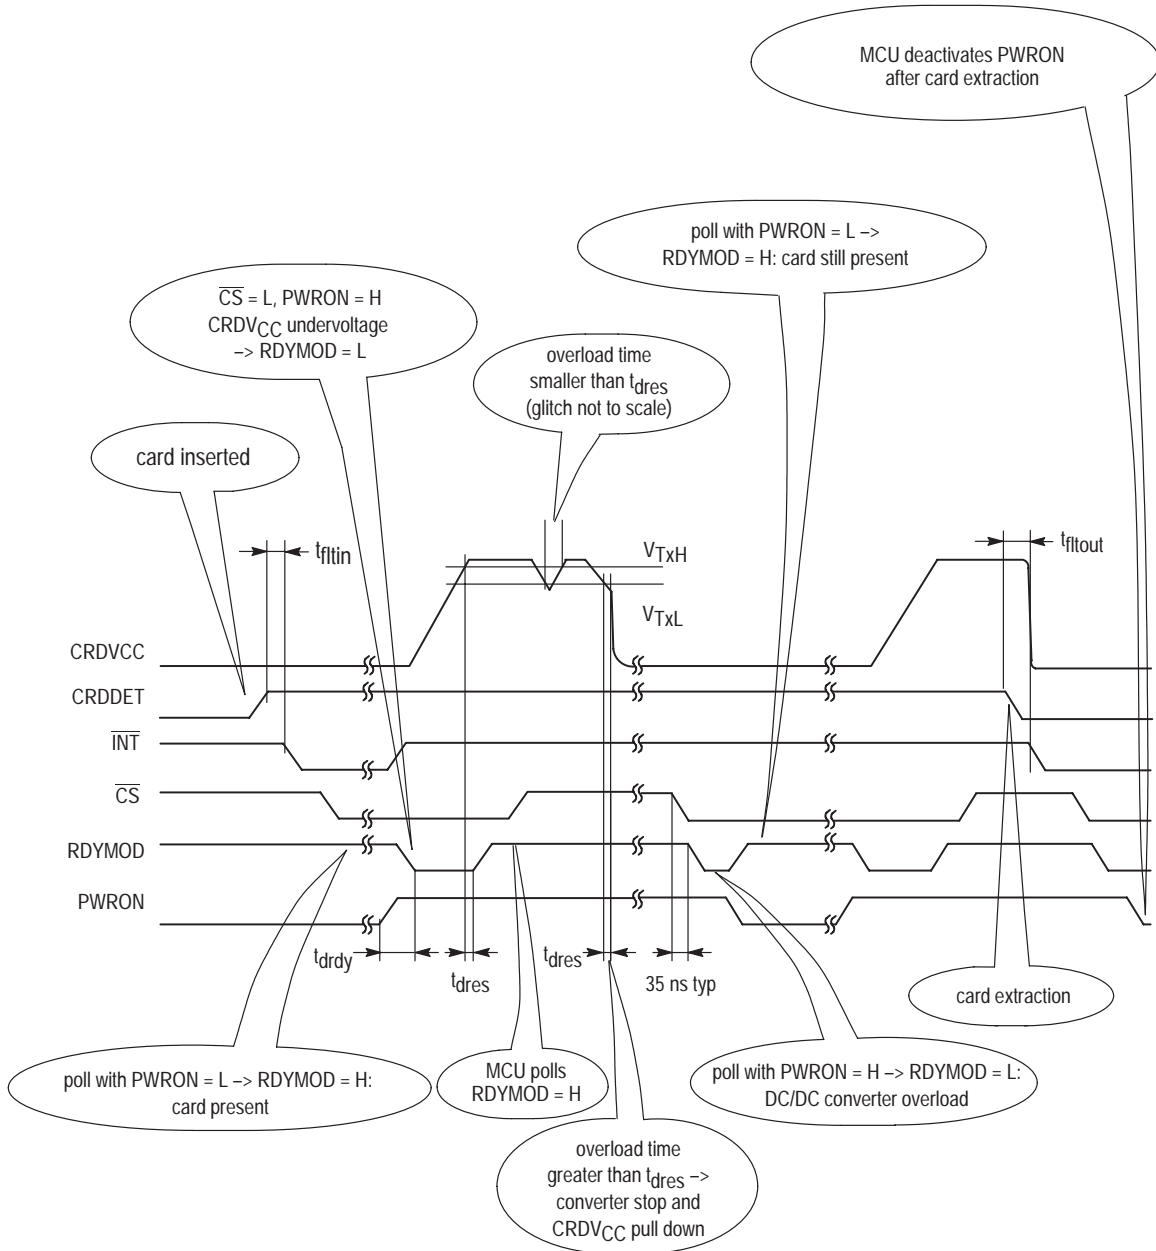 MCU deactivates PWRON
after card extraction
poll with PWRON = L –>
RDYMOD = H: card still present
CS = L, PWRON = H
CRDVCC undervoltage
–> RDYMOD = L
overload time
smaller than tdres
(glitch not to scale)
card inserted
tfltin
VTxH
tfltout
VTxL
CRDVCC
CRDDET
INT
CS
RDYMOD
PWRON
tdrdy
tdres
tdres
35 ns typ
card extraction
poll with PWRON = L –> RDYMOD = H:
card present
MCU polls
RDYMOD = H
poll with PWRON = H –> RDYMOD = L:
DC/DC converter overload
overload time
greater than tdres –>
converter stop and
CRDVCC pull down